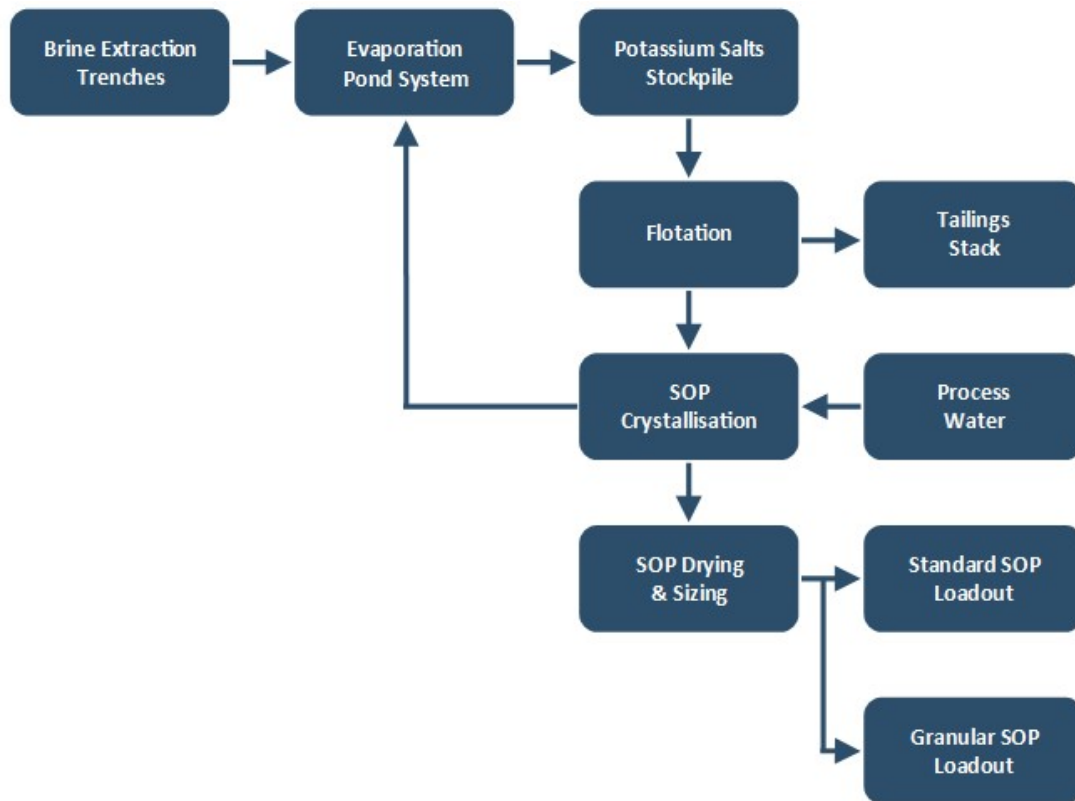 Brine Extraction
Trenches
Evaporation
Pond System
Potassium Salts
Stockpile
Flotation
Tailings
Stack
SOP
Crystallisation
Process
Water
SOP Drying
& Sizing
Standard SOP
Loadout
Granular SOP
Loadout